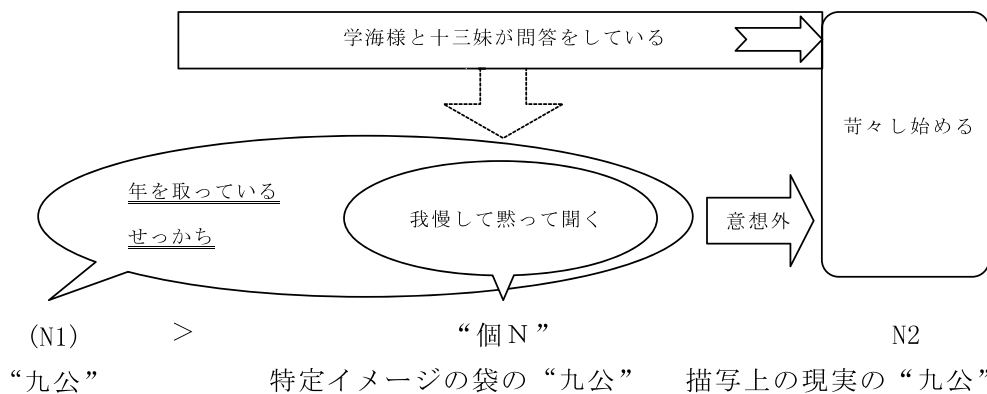 学海様と十三妹が問答をしている
苛々し始める
年を取っている
せっかち
我慢して黙って聞く
意想外
(N1) > “個N” N2
“九公” 特定イメージの袋の“九公” 描写上の現実の“九公”